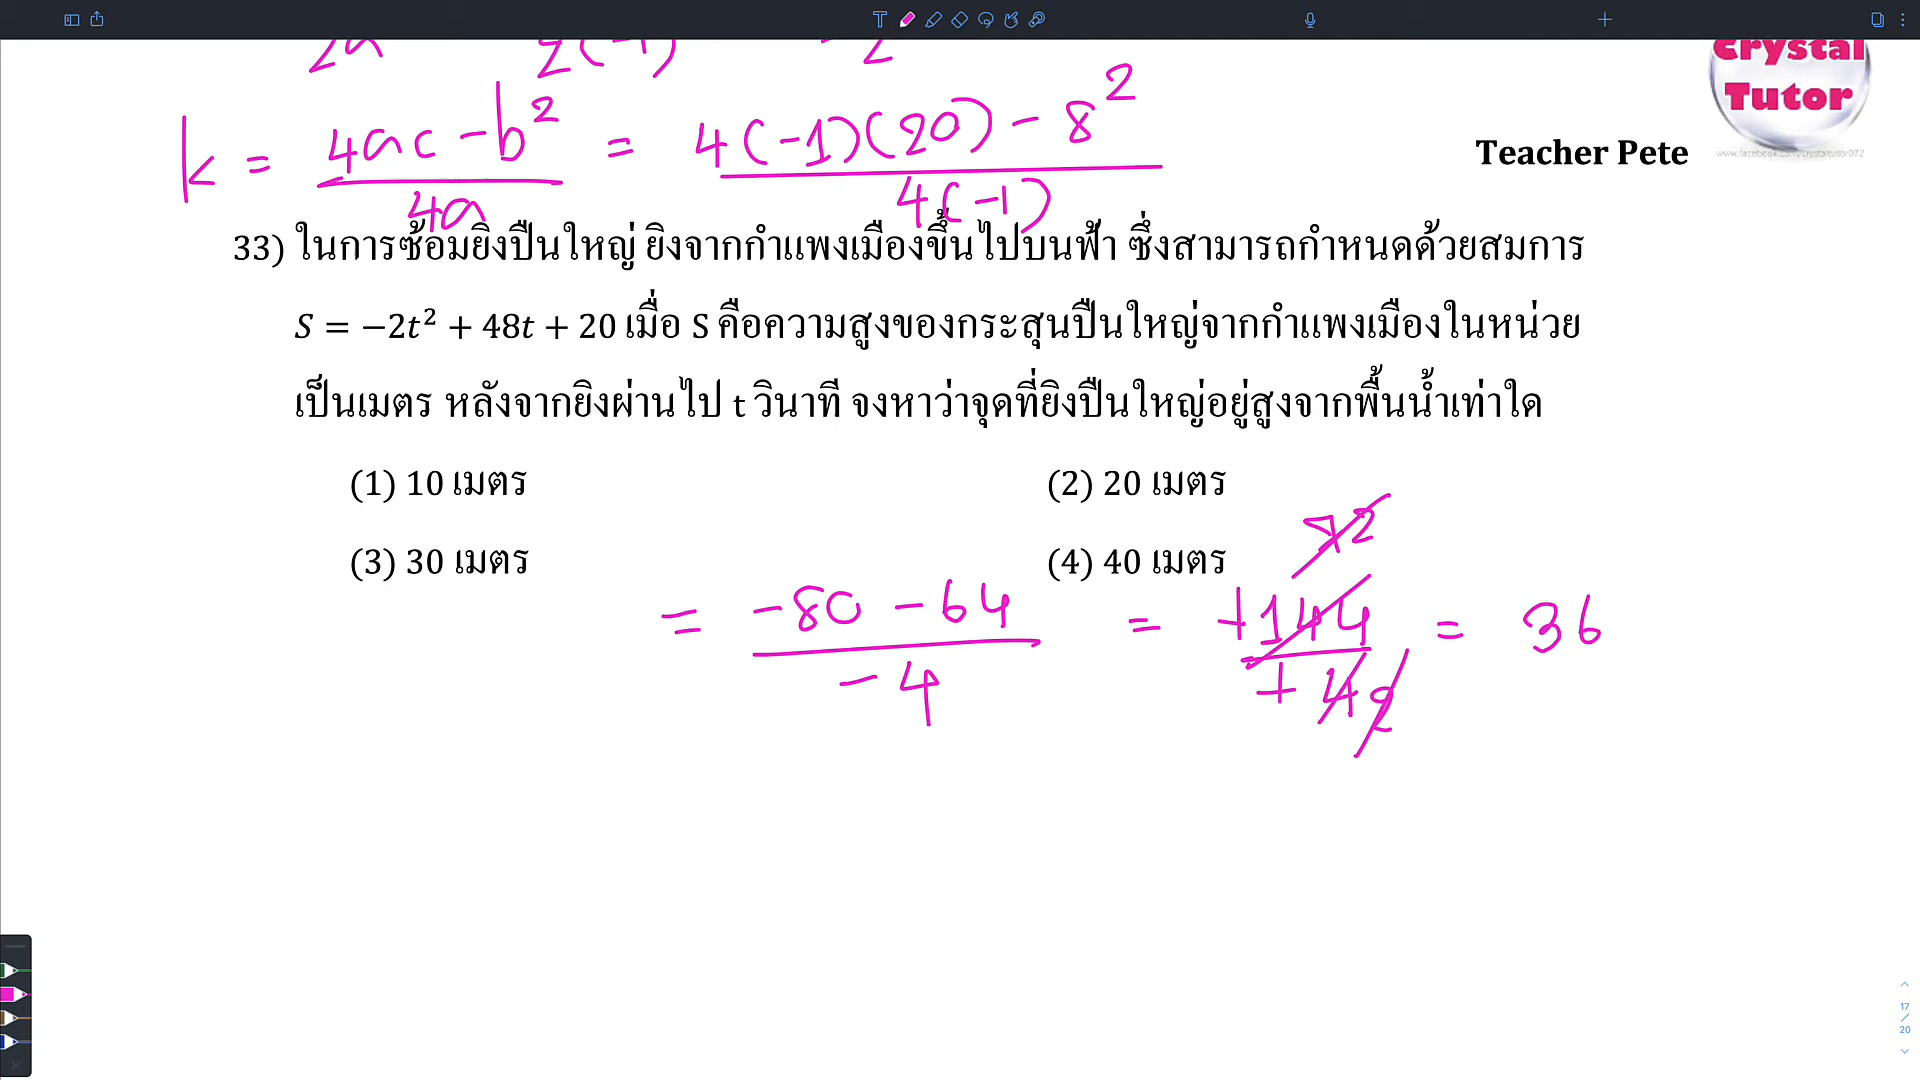 Crystal
Tutor
www.facebook.com/crystaltutor072
Teacher Pete
k = 4ac - b² / 4a = 4(-1)(20) - 8² / 4(-1)
33) ในการซ้อมยิงปืนใหญ่ ยิงจากกำแพงเมืองขึ้นไปบนฟ้า ซึ่งสามารถกำหนดด้วยสมการ
S = −2t² + 48t + 20 เมื่อ S คือความสูงของกระสุนปืนใหญ่จากกำแพงเมืองในหน่วย
เป็นเมตร หลังจากยิงผ่านไป t วินาที จงหาว่าจุดที่ยิงปืนใหญ่อยู่สูงจากพื้นน้ำเท่าใด
(1) 10 เมตร (2) 20 เมตร
(3) 30 เมตร (4) 40 เมตร
72
= -80 - 64 / -4 = +144 / +4 2 = 36
17
/
20